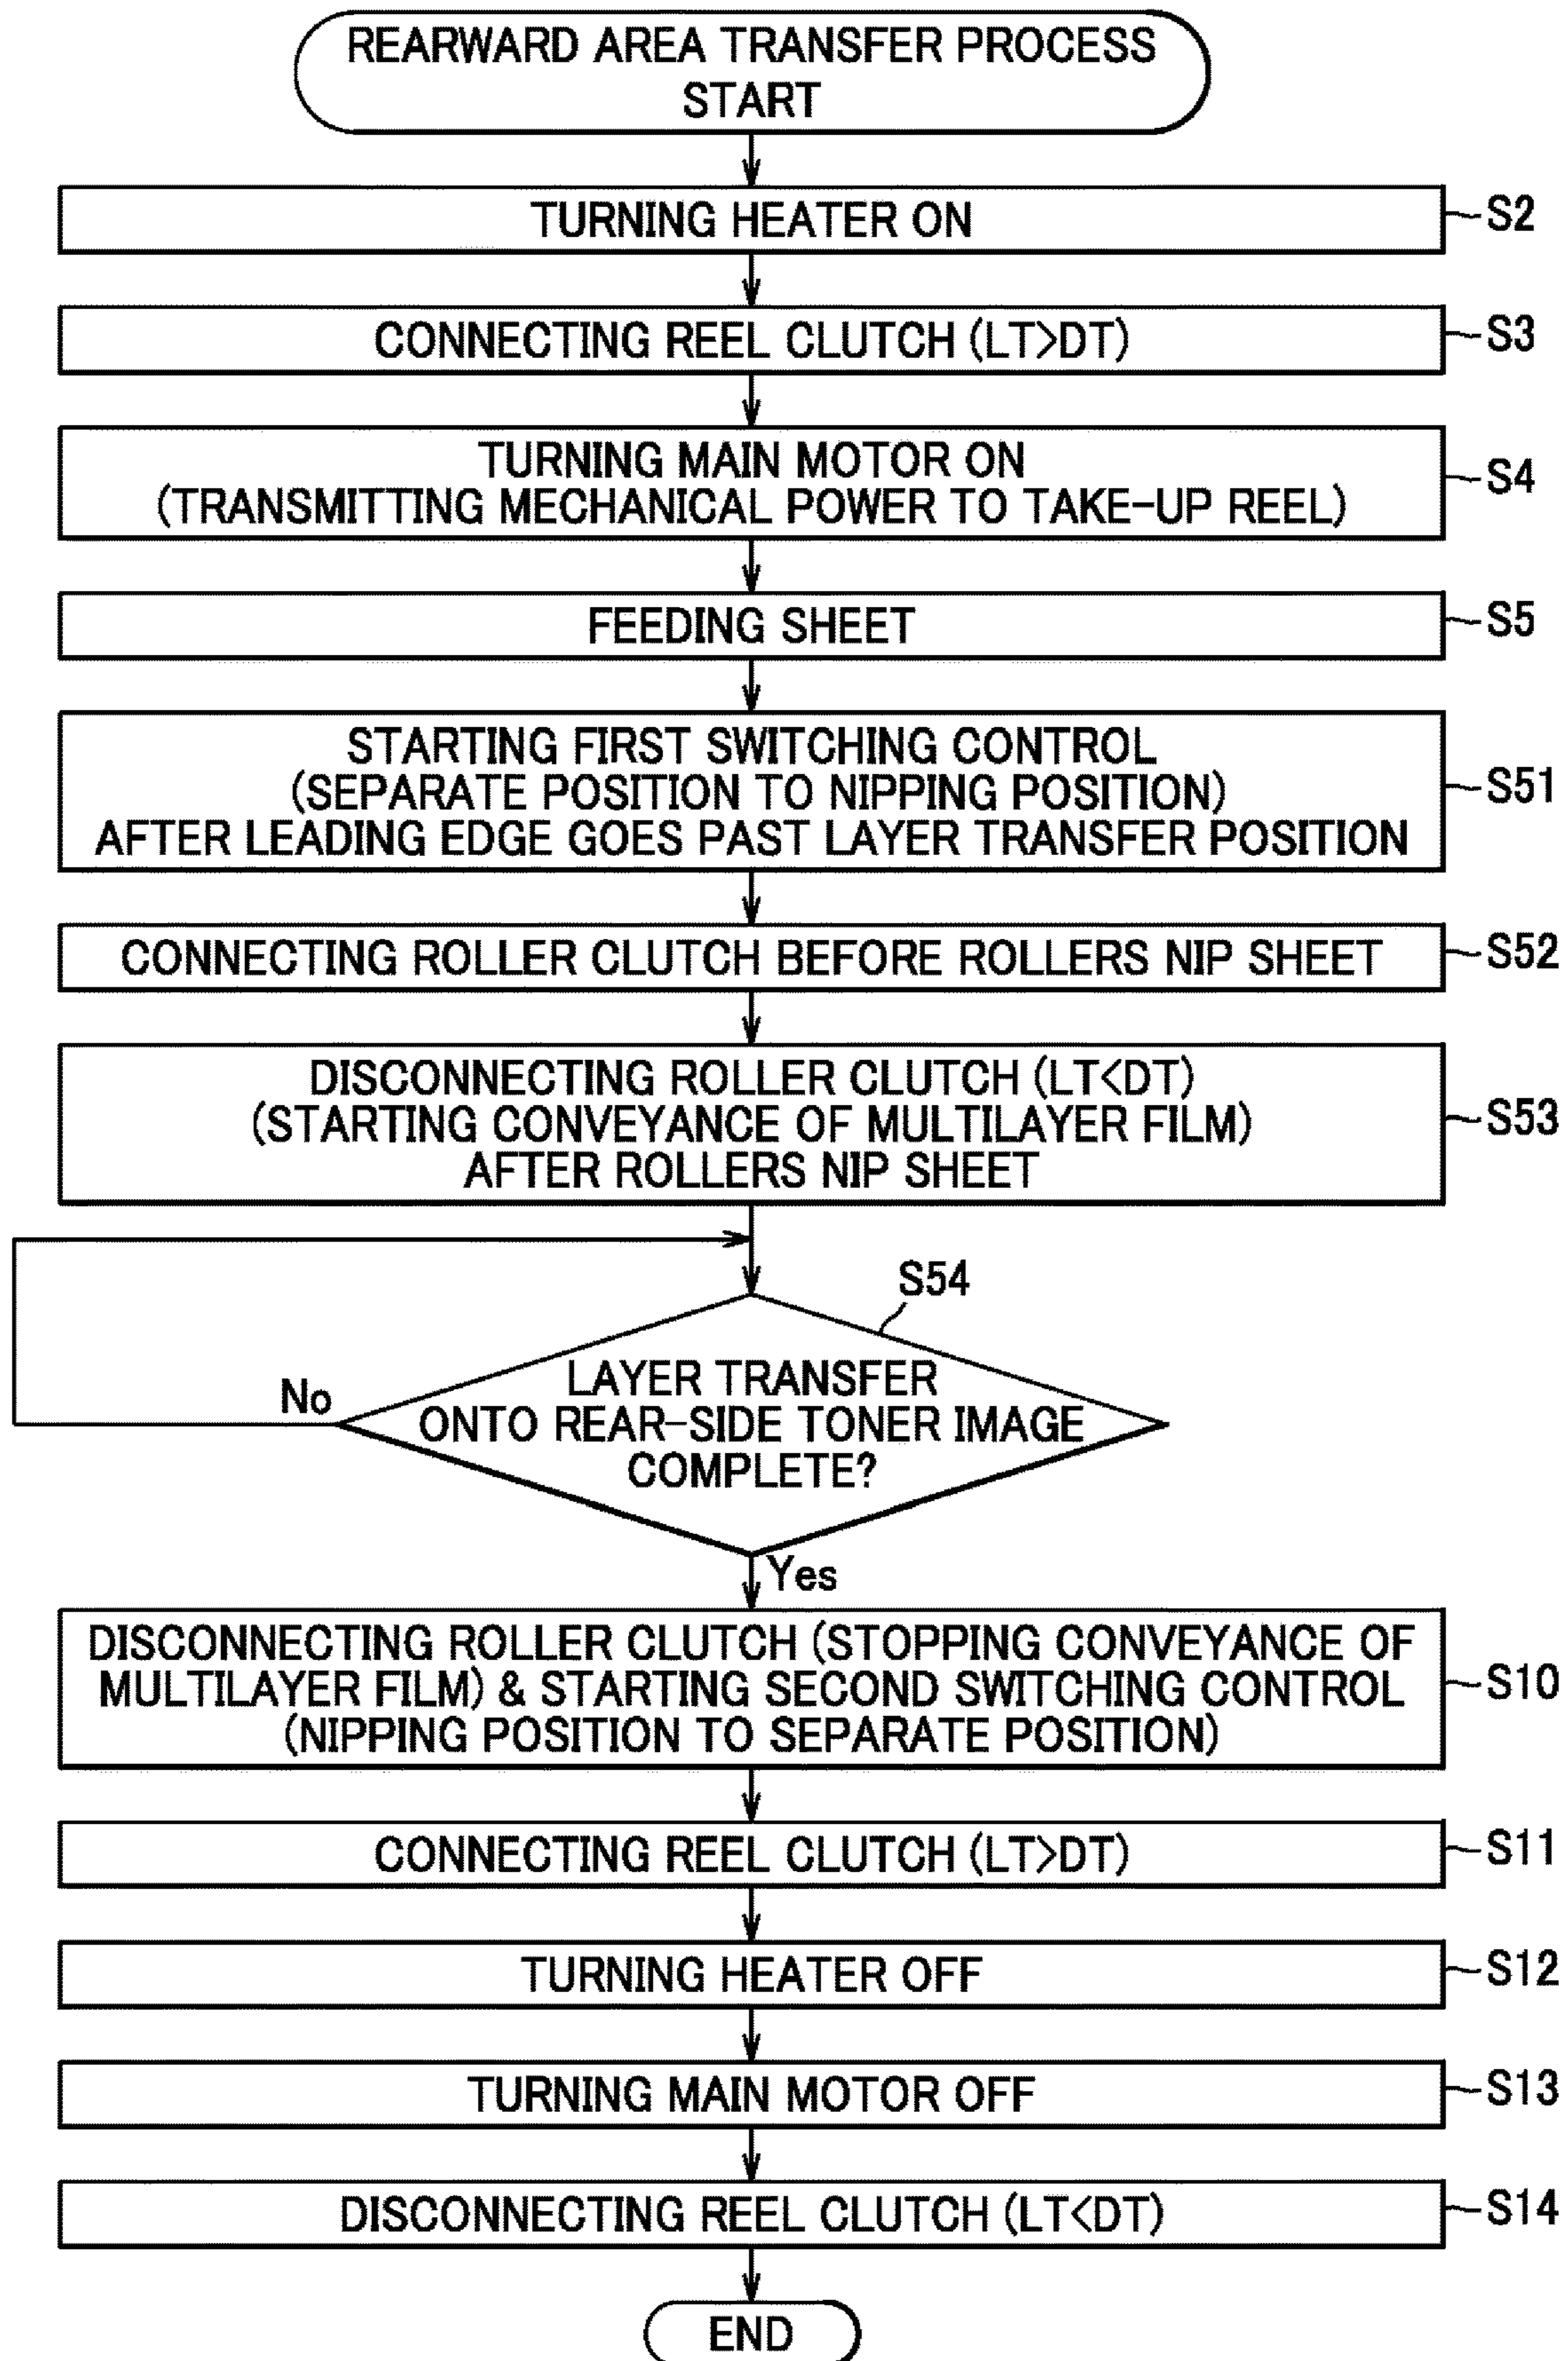 REARWARD AREA TRANSFER PROCESS
START
TURNING HEATER ON
S2
CONNECTING REEL CLUTCH (LT>DT)
S3
TURNING MAIN MOTOR ON
(TRANSMITTING MECHANICAL POWER TO TAKE-UP REEL)
S4
FEEDING SHEET
S5
STARTING FIRST SWITCHING CONTROL
(SEPARATE POSITION TO NIPPING POSITION)
AFTER LEADING EDGE GOES PAST LAYER TRANSFER POSITION
S51
CONNECTING ROLLER CLUTCH BEFORE ROLLERS NIP SHEET
S52
DISCONNECTING ROLLER CLUTCH (LT<DT)
(STARTING CONVEYANCE OF MULTILAYER FILM)
AFTER ROLLERS NIP SHEET
S53
S54
LAYER TRANSFER
ONTO REAR-SIDE TONER IMAGE
COMPLETE?
No
Yes
DISCONNECTING ROLLER CLUTCH (STOPPING CONVEYANCE OF
MULTILAYER FILM) & STARTING SECOND SWITCHING CONTROL
(NIPPING POSITION TO SEPARATE POSITION)
S10
CONNECTING REEL CLUTCH (LT>DT)
S11
TURNING HEATER OFF
S12
TURNING MAIN MOTOR OFF
S13
DISCONNECTING REEL CLUTCH (LT<DT)
S14
END